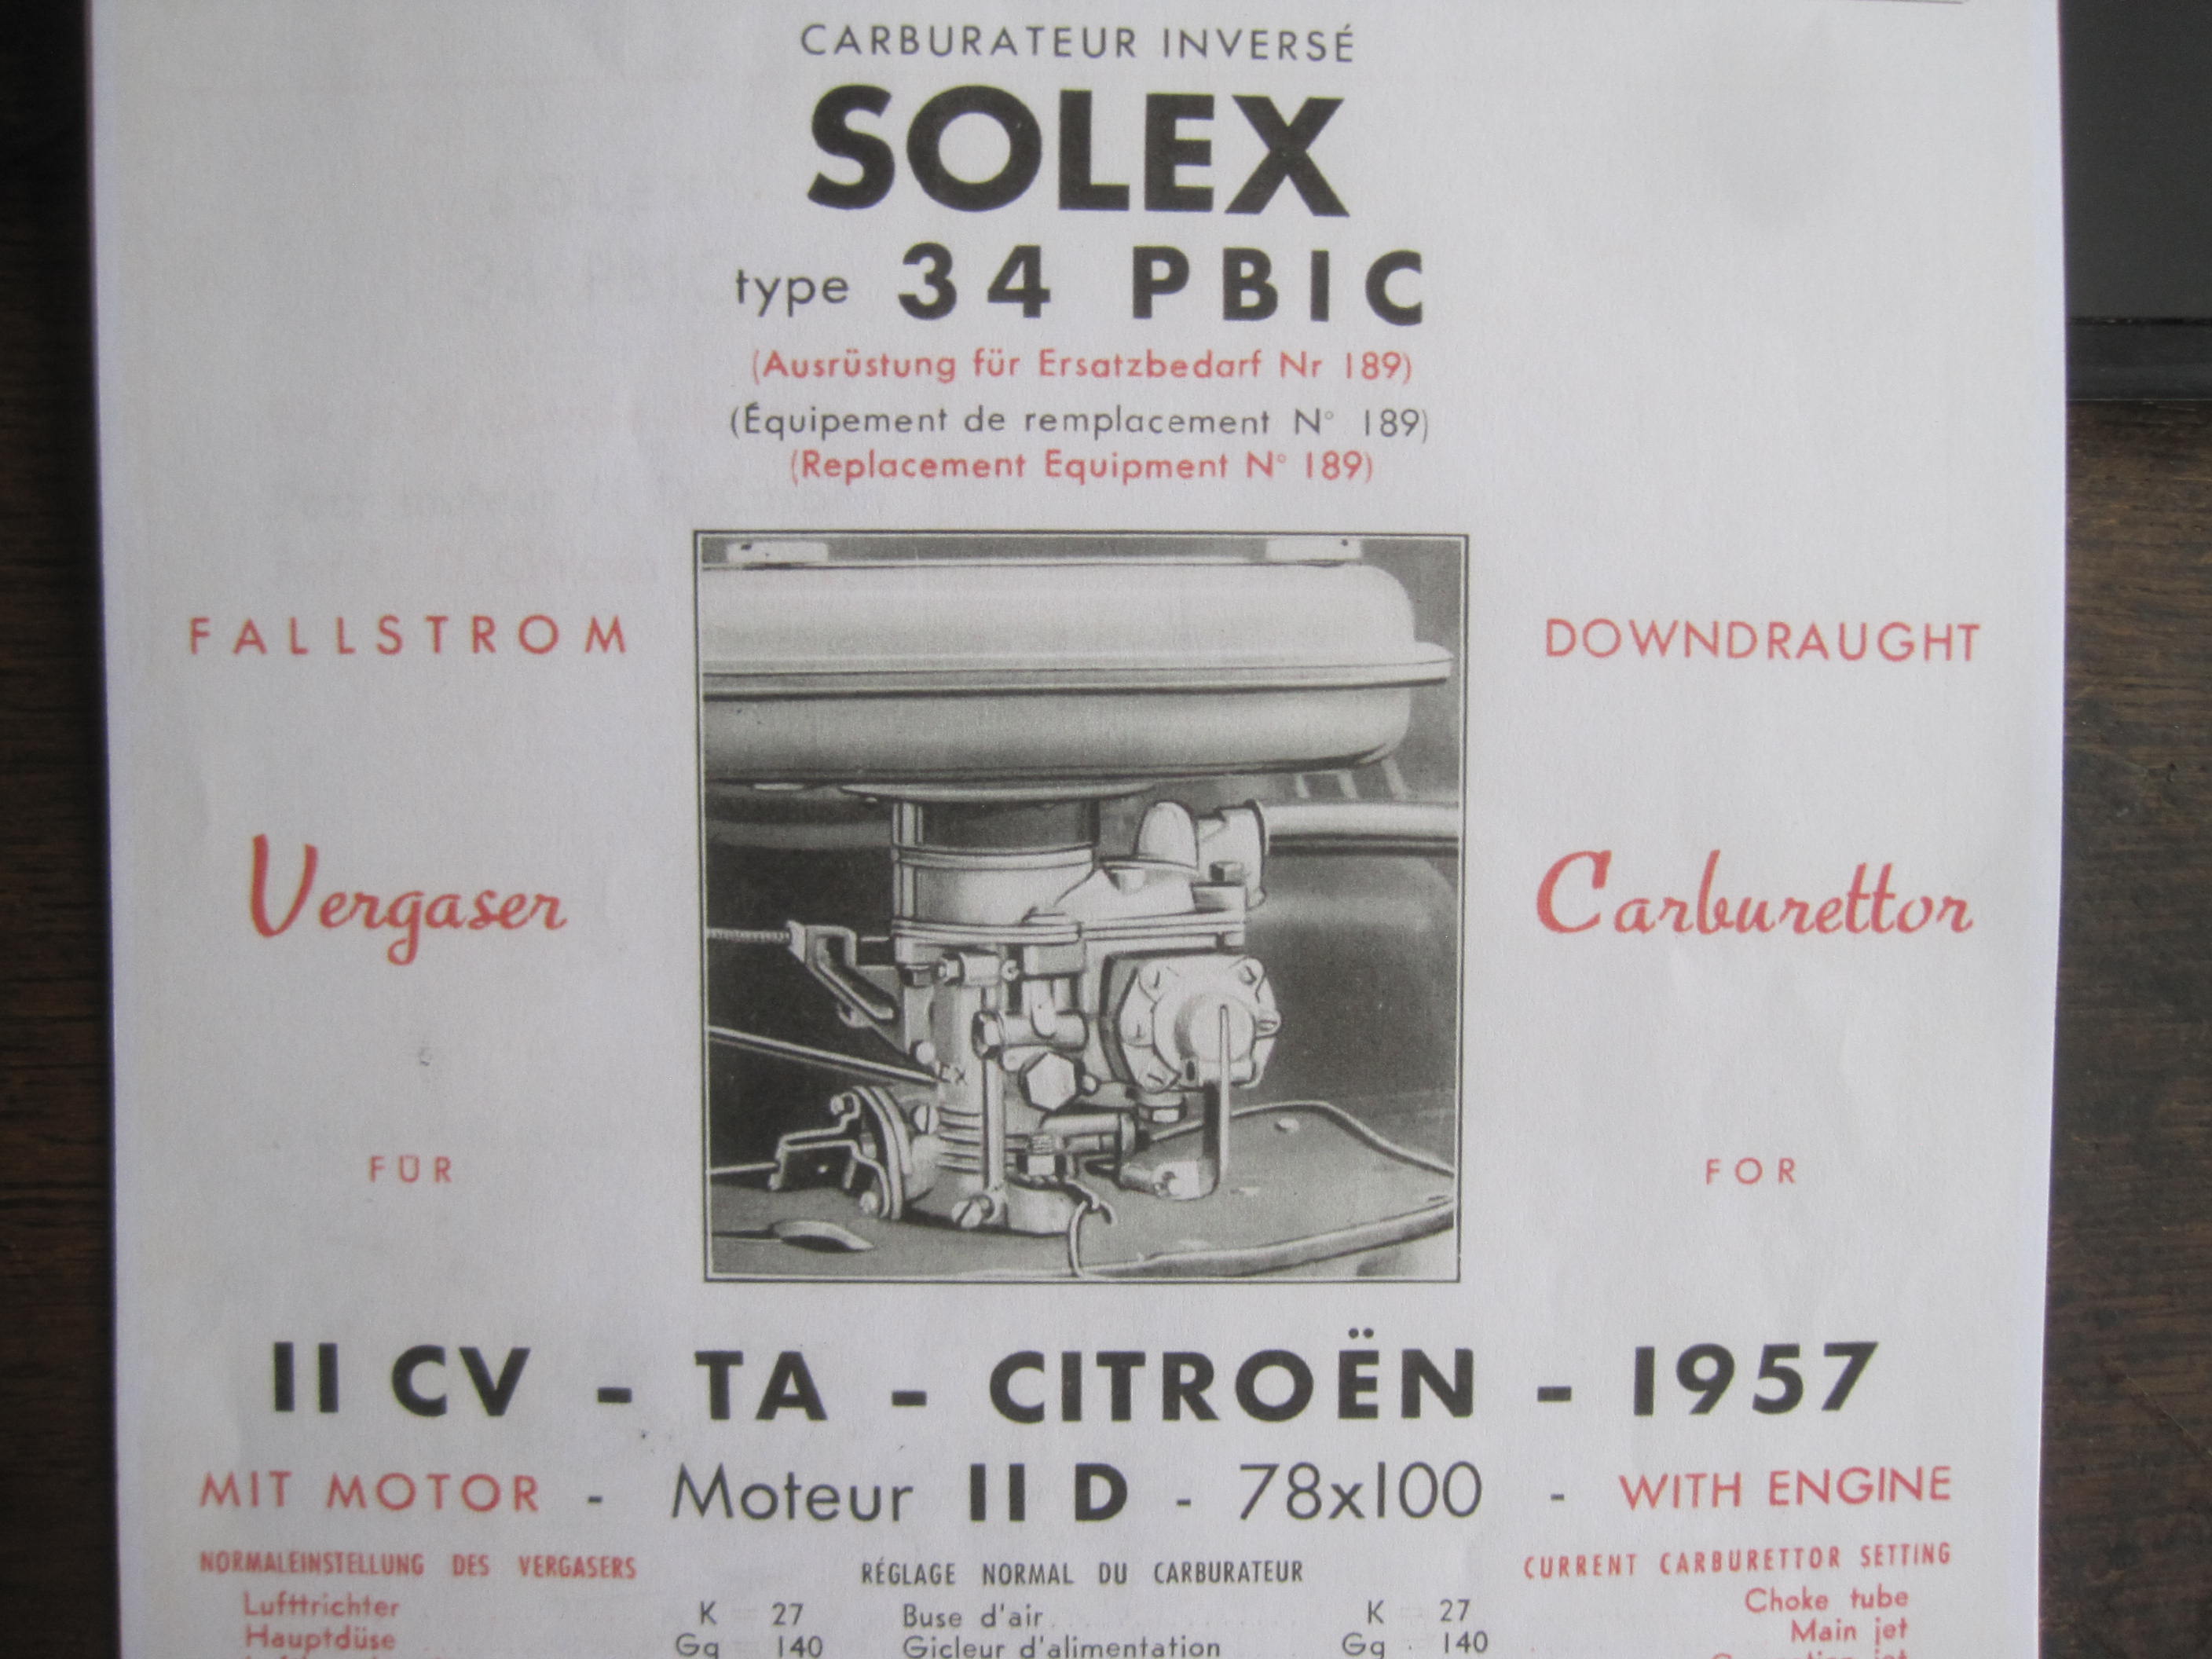 CARBURATEUR INVERSÉ
SOLEX
type 34 PBIC
(Ausrüstung für Ersatzbedarf Nr 189)
(Équipement de remplacement N° 189)
(Replacement Equipment N° 189)
FALLSTROM
DOWNDRAUGHT
Vergaser
Carburettor
FÜR
FOR
11 CV - TA - CITROËN - 1957
MIT MOTOR - Moteur 11 D - 78x100 - WITH ENGINE
NORMALEINSTELLUNG DES VERGASERS RÉGLAGE NORMAL DU CARBURATEUR CURRENT CARBURETTOR SETTING
Lufttrichter K 27 Buse d'air K 27 Choke tube
Hauptdüse Gg 140 Gicleur d'alimentation Gg 140 Main jet